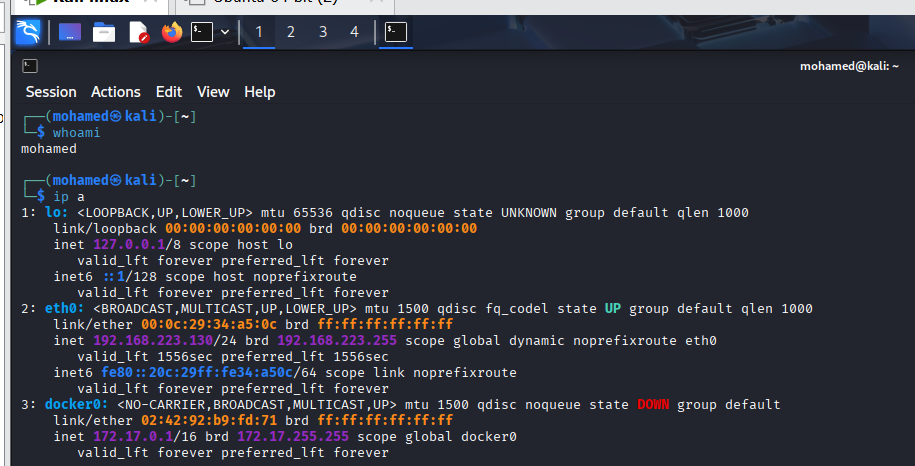 1 2 3 4
mohamed@kali: ~
Session Actions Edit View Help
┌──(mohamed㉿kali)-[~]
└─$ whoami
mohamed
┌──(mohamed㉿kali)-[~]
└─$ ip a
1: lo: <LOOPBACK,UP,LOWER_UP> mtu 65536 qdisc noqueue state UNKNOWN group default qlen 1000
link/loopback 00:00:00:00:00:00 brd 00:00:00:00:00:00
inet 127.0.0.1/8 scope host lo
valid_lft forever preferred_lft forever
inet6 ::1/128 scope host noprefixroute
valid_lft forever preferred_lft forever
2: eth0: <BROADCAST,MULTICAST,UP,LOWER_UP> mtu 1500 qdisc fq_codel state UP group default qlen 1000
link/ether 00:0c:29:34:a5:0c brd ff:ff:ff:ff:ff:ff
inet 192.168.223.130/24 brd 192.168.223.255 scope global dynamic noprefixroute eth0
valid_lft 1556sec preferred_lft 1556sec
inet6 fe80::20c:29ff:fe34:a50c/64 scope link noprefixroute
valid_lft forever preferred_lft forever
3: docker0: <NO-CARRIER,BROADCAST,MULTICAST,UP> mtu 1500 qdisc noqueue state DOWN group default
link/ether 02:42:92:b9:fd:71 brd ff:ff:ff:ff:ff:ff
inet 172.17.0.1/16 brd 172.17.255.255 scope global docker0
valid_lft forever preferred_lft forever